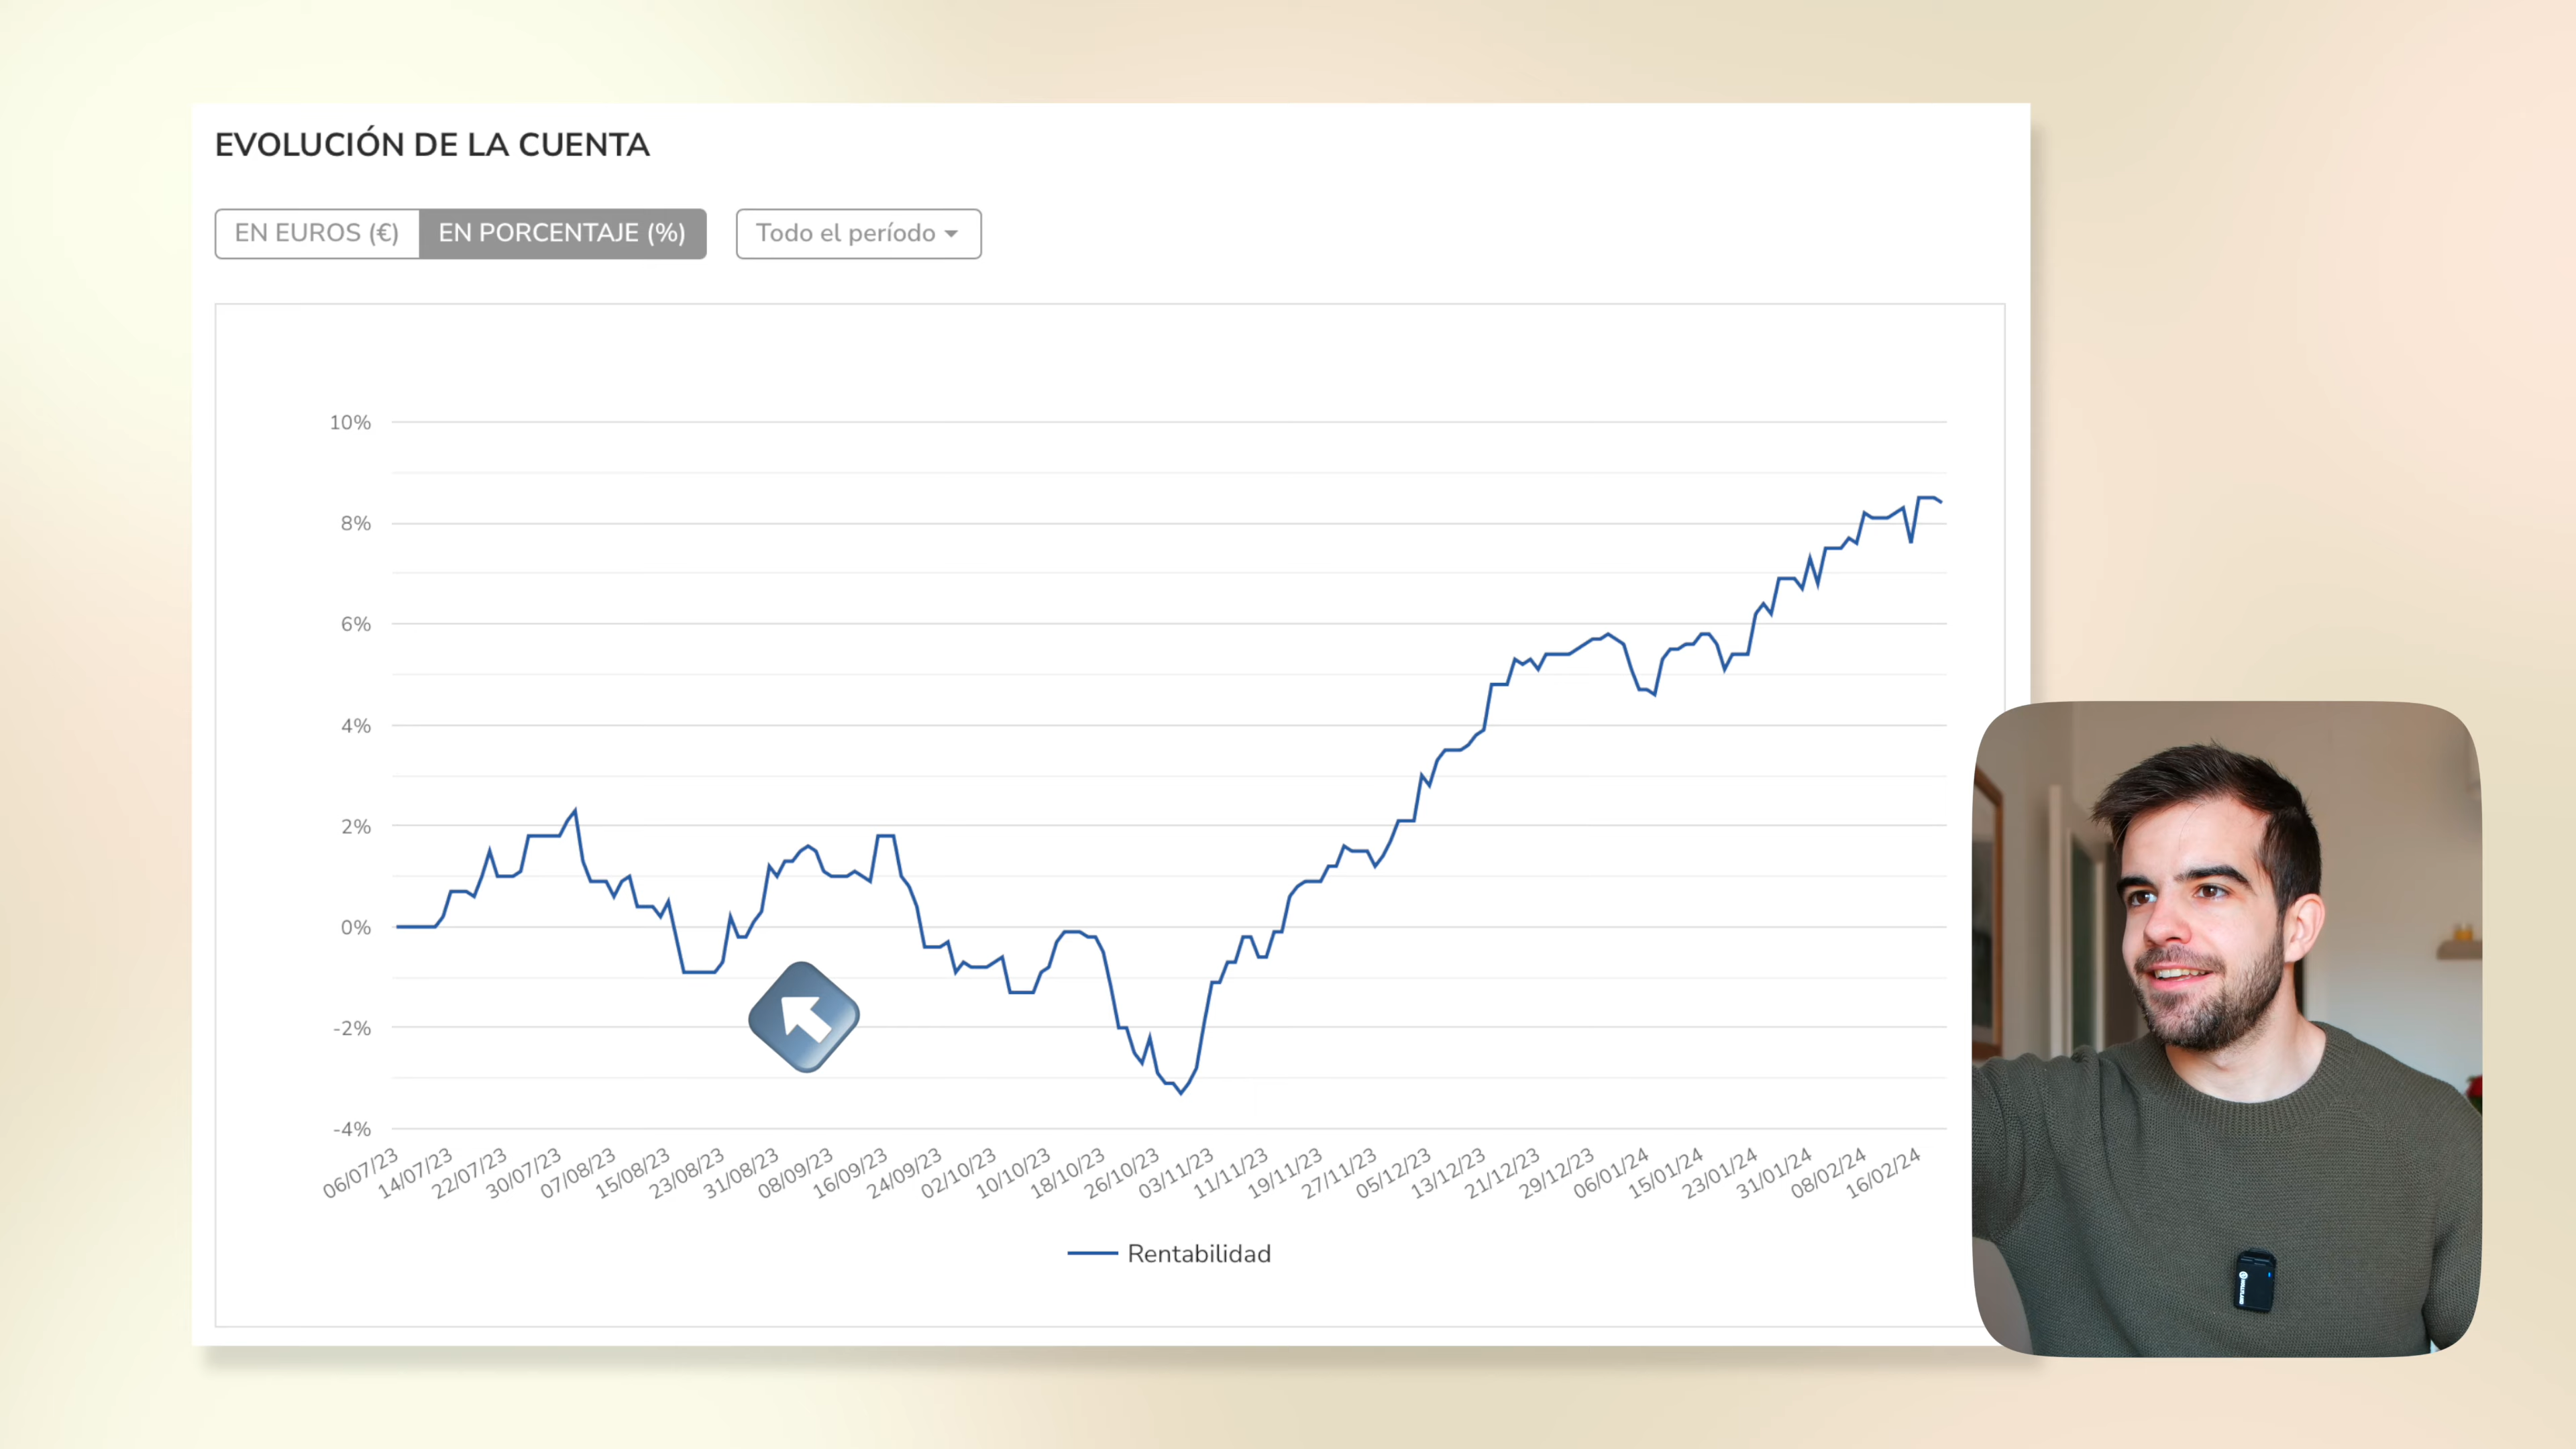 EVOLUCIÓN DE LA CUENTA
EN EUROS (€) EN PORCENTAJE (%) Todo el período
10%
8%
6%
4%
2%
0%
-2%
-4%
06/07/23 14/07/23 22/07/23 30/07/23 07/08/23 15/08/23 23/08/23 31/08/23 08/09/23 16/09/23 24/09/23 02/10/23 10/10/23 18/10/23 26/10/23 03/11/23 11/11/23 19/11/23 27/11/23 05/12/23 13/12/23 21/12/23 29/12/23 06/01/24 15/01/24 23/01/24 31/01/24 08/02/24 16/02/24
Rentabilidad